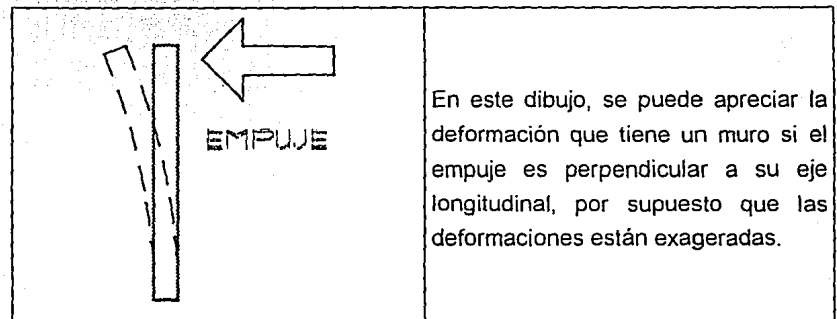 EMPUJE
En este dibujo, se puede apreciar la
deformación que tiene un muro si el
empuje es perpendicular a su eje
longitudinal, por supuesto que las
deformaciones están exageradas.